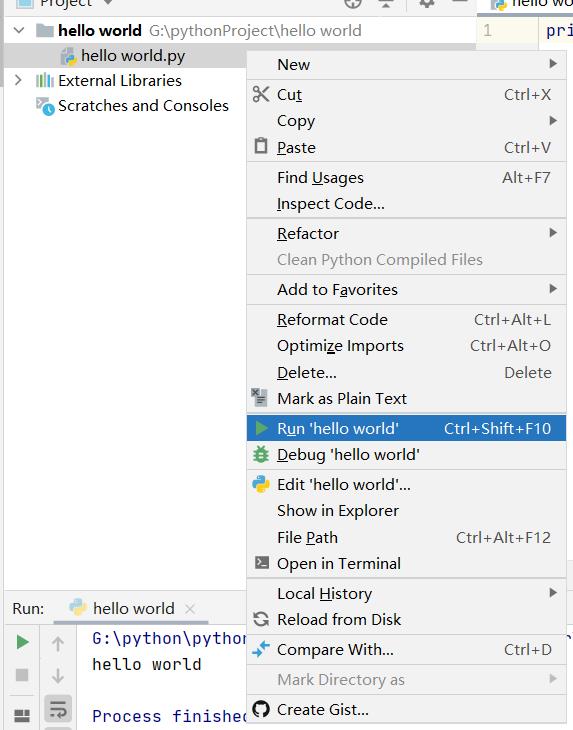 Project
hello world G:\pythonProject\hello world
hello world.py
External Libraries
Scratches and Consoles
hello
1
New
Cut Ctrl+X
Copy
Paste Ctrl+V
Find Usages Alt+F7
Inspect Code...
Refactor
Clean Python Compiled Files
Add to Favorites
Reformat Code Ctrl+Alt+L
Optimize Imports Ctrl+Alt+O
Delete... Delete
Mark as Plain Text
Run 'hello world' Ctrl+Shift+F10
Debug 'hello world'
Edit 'hello world'...
Show in Explorer
File Path Ctrl+Alt+F12
Open in Terminal
Local History
Reload from Disk
Compare With... Ctrl+D
Mark Directory as
Create Gist...
Run: hello world
G:\python\python
hello world
Process finished